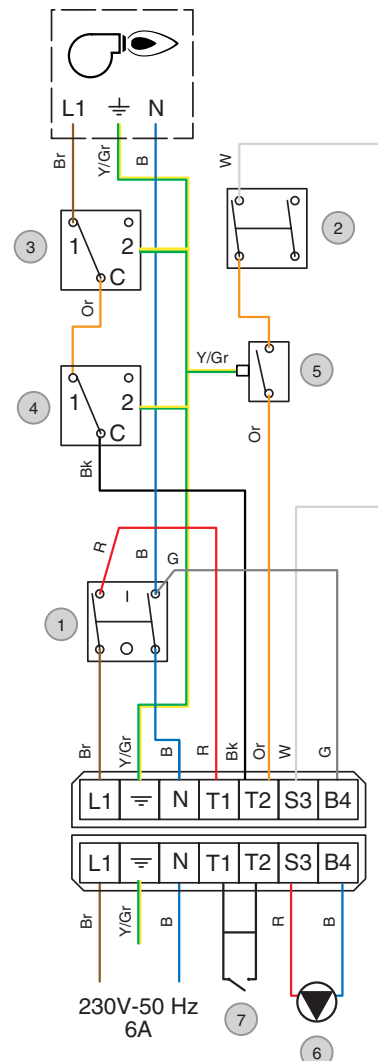 L1 N
Br Y/Gr B W
2
3 1 2
C
Or
Y/Gr 5
4 1 2
C
Bk Or
R B G
1 I
O
Br Y/Gr B R Bk Or W G
L1 N T1 T2 S3 B4
L1 N T1 T2 S3 B4
Br Y/Gr B R B
230V-50 Hz
6A
7
6